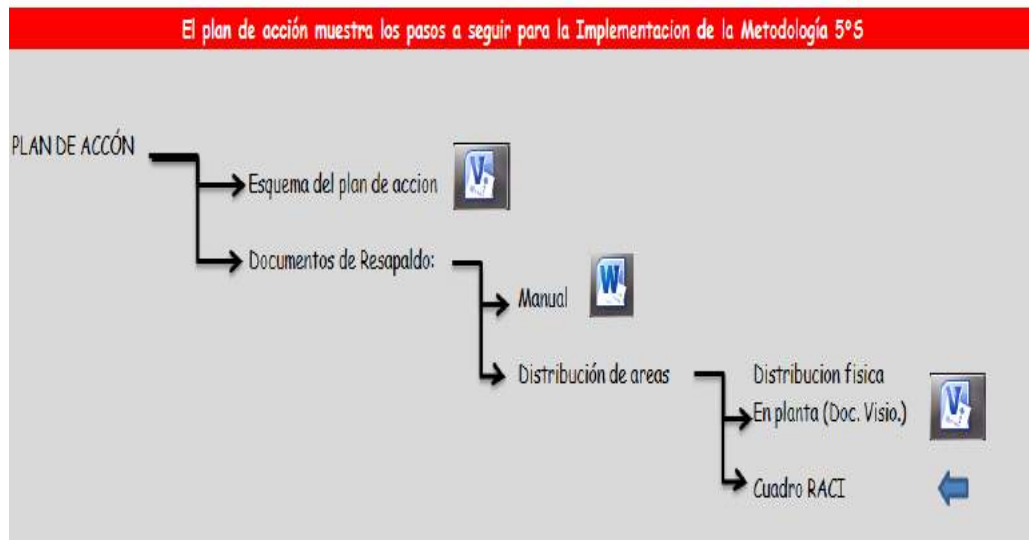 El plan de acción muestra los pasos a seguir para la Implementacion de la Metodología 5°S
PLAN DE ACCÓN
Esquema del plan de accion
V
Documentos de Resapaldo:
Manual
W
Distribución de areas
Distribucion fisica
En planta (Doc. Visio.)
V
Cuadro RACI